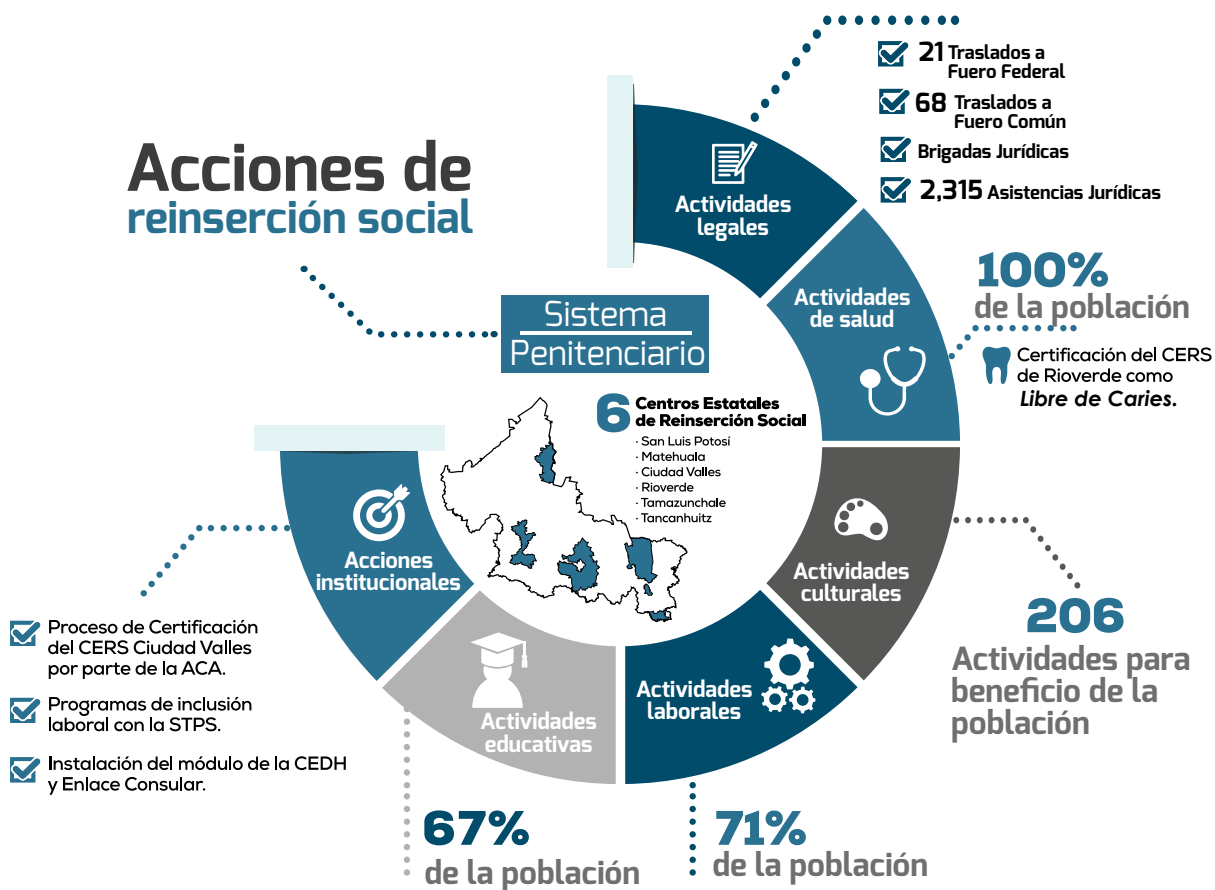 Acciones de
reinserción social
Sistema
Penitenciario
6 Centros Estatales
de Reinserción Social
· San Luis Potosí
· Matehuala
· Ciudad Valles
· Rioverde
· Tamazunchale
· Tancanhuitz
Actividades
legales
21 Traslados a
Fuero Federal
68 Traslados a
Fuero Común
Brigadas Jurídicas
2,315 Asistencias Jurídicas
Actividades
de salud
100%
de la población
Certificación del CERS
de Rioverde como
Libre de Caries.
Actividades
culturales
206
Actividades para
beneficio de la
población
Actividades
laborales
71%
de la población
Actividades
educativas
67%
de la población
Acciones
institucionales
Proceso de Certificación
del CERS Ciudad Valles
por parte de la ACA.
Programas de inclusión
laboral con la STPS.
Instalación del módulo de la CEDH
y Enlace Consular.